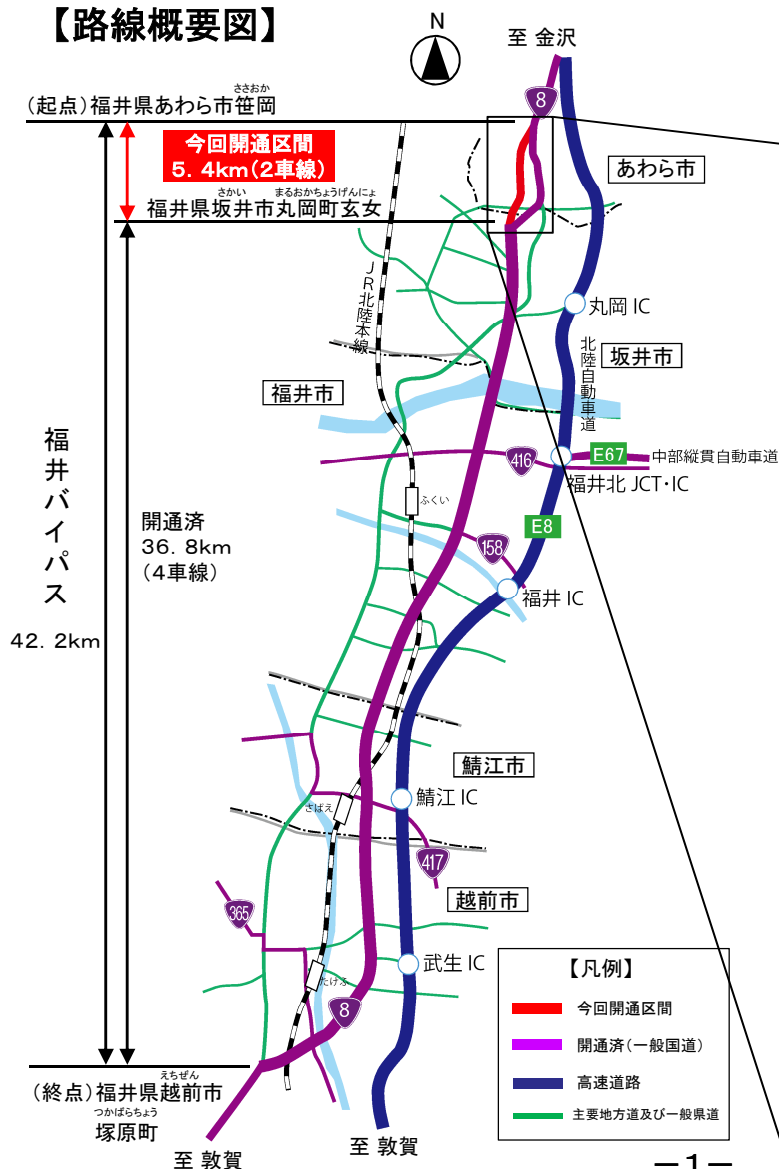 【路線概要図】
N
至 金沢
8
ささおか
(起点)福井県あわら市笹岡
今回開通区間
5.4km(2車線)
あわら市
さかい まるおかちょうげんにょ
福井県坂井市丸岡町玄女
JR北陸本線
丸岡 IC
北陸自動車道
坂井市
福井市
416
E67
中部縦貫自動車道
福井北 JCT・IC
福井バイパス
42.2km
開通済
36.8km
(4車線)
ふくい
E8
158
福井 IC
鯖江市
鯖江 IC
さばえ
417
越前市
365
武生 IC
たけふ
8
【凡例】
今回開通区間
開通済(一般国道)
高速道路
主要地方道及び一般県道
えちぜん
(終点)福井県越前市
つかばらちょう
塚原町
至 敦賀
至 敦賀
-1-